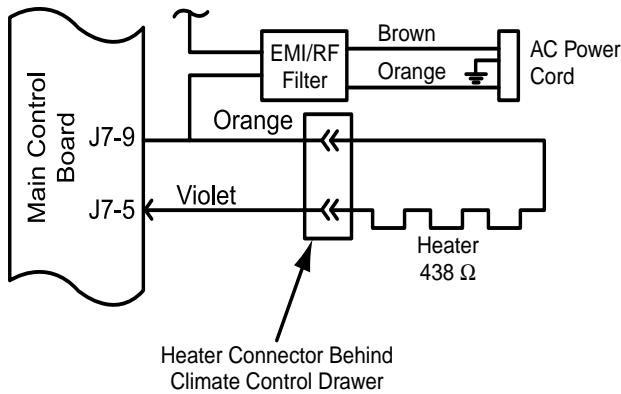 Brown
EMI/RF
Filter
AC Power
Cord
Orange
Main Control
Board
J7-9
Orange
J7-5
Violet
Heater
438 Ω
Heater Connector Behind
Climate Control Drawer